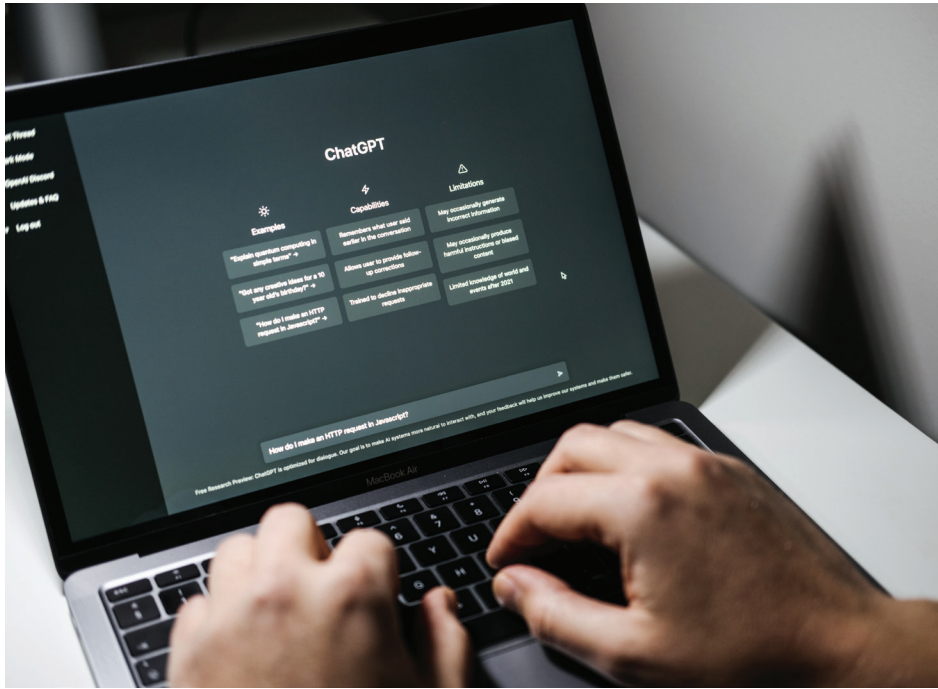 Thread
Mode
OpenAI Discord
Updates & FAQ
Log out
ChatGPT
Examples
"Explain quantum computing in
simple terms" →
"Got any creative ideas for a 10
year old's birthday?" →
"How do I make an HTTP
request in Javascript?" →
Capabilities
Remembers what user said
earlier in the conversation
Allows user to provide follow-
up corrections
Trained to decline inappropriate
requests
Limitations
May occasionally generate
incorrect information
May occasionally produce
harmful instructions or biased
content
Limited knowledge of world and
events after 2021
How do I make an HTTP request in Javascript?
Free Research Preview: ChatGPT is optimized for dialogue. Our goal is to make AI systems more natural to interact with, and your feedback will help us improve our systems and make them safer.
MacBook Air
esc
6
7
8
Y
U
G
H